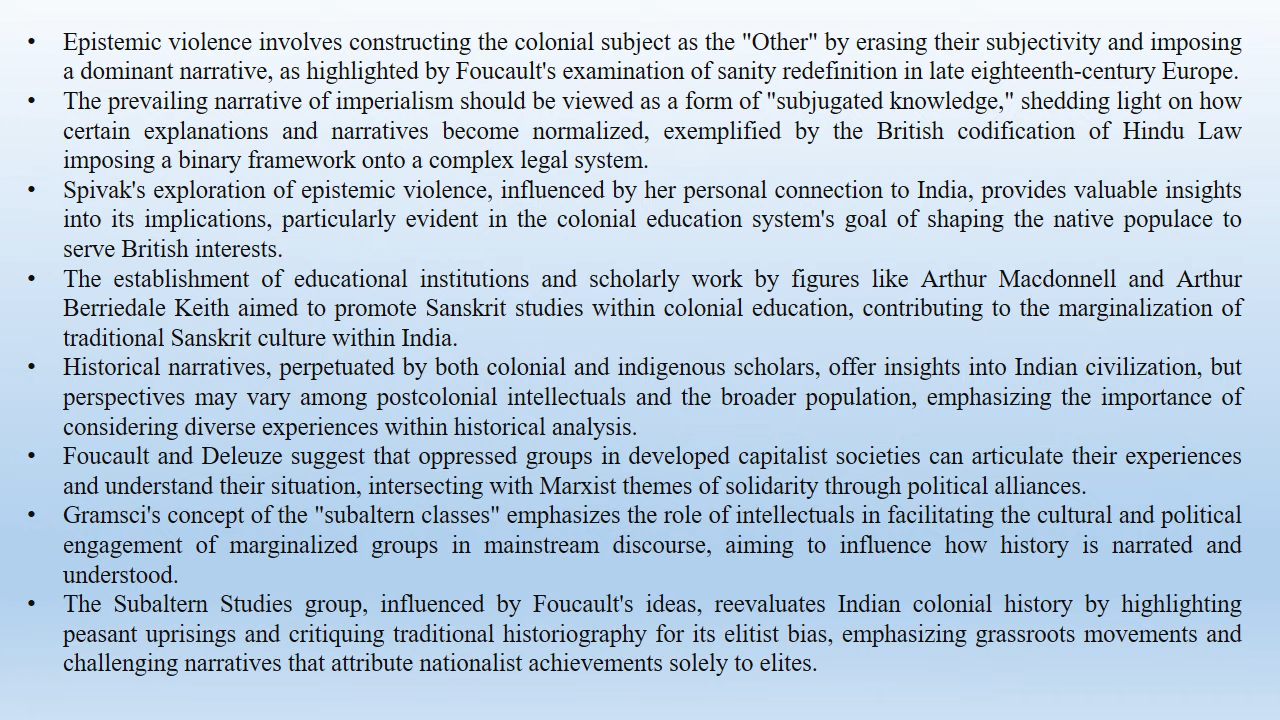 • Epistemic violence involves constructing the colonial subject as the "Other" by erasing their subjectivity and imposing
a dominant narrative, as highlighted by Foucault's examination of sanity redefinition in late eighteenth-century Europe.
• The prevailing narrative of imperialism should be viewed as a form of "subjugated knowledge," shedding light on how
certain explanations and narratives become normalized, exemplified by the British codification of Hindu Law
imposing a binary framework onto a complex legal system.
• Spivak's exploration of epistemic violence, influenced by her personal connection to India, provides valuable insights
into its implications, particularly evident in the colonial education system's goal of shaping the native populace to
serve British interests.
• The establishment of educational institutions and scholarly work by figures like Arthur Macdonnell and Arthur
Berriedale Keith aimed to promote Sanskrit studies within colonial education, contributing to the marginalization of
traditional Sanskrit culture within India.
• Historical narratives, perpetuated by both colonial and indigenous scholars, offer insights into Indian civilization, but
perspectives may vary among postcolonial intellectuals and the broader population, emphasizing the importance of
considering diverse experiences within historical analysis.
• Foucault and Deleuze suggest that oppressed groups in developed capitalist societies can articulate their experiences
and understand their situation, intersecting with Marxist themes of solidarity through political alliances.
• Gramsci's concept of the "subaltern classes" emphasizes the role of intellectuals in facilitating the cultural and political
engagement of marginalized groups in mainstream discourse, aiming to influence how history is narrated and
understood.
• The Subaltern Studies group, influenced by Foucault's ideas, reevaluates Indian colonial history by highlighting
peasant uprisings and critiquing traditional historiography for its elitist bias, emphasizing grassroots movements and
challenging narratives that attribute nationalist achievements solely to elites.